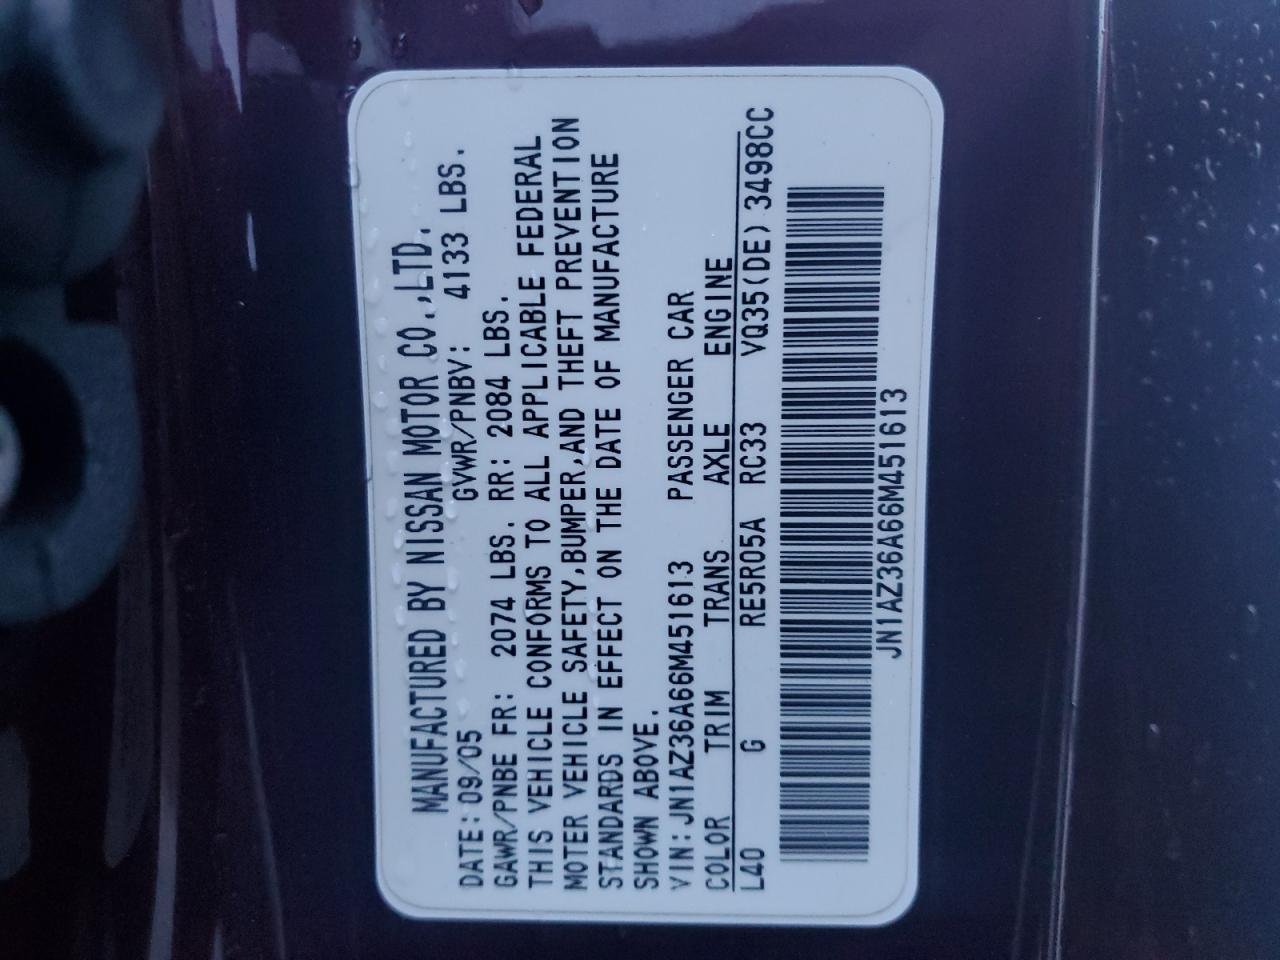 MANUFACTURED BY NISSAN MOTOR CO.,LTD.
DATE: 09/05 GVWR/PNBV: 4133 LBS.
GAWR/PNBE FR: 2074 LBS. RR: 2084 LBS.
THIS VEHICLE CONFORMS TO ALL APPLICABLE FEDERAL
MOTER VEHICLE SAFETY,BUMPER,AND THEFT PREVENTION
STANDARDS IN EFFECT ON THE DATE OF MANUFACTURE
SHOWN ABOVE.
VIN: JN1AZ36A66M451613 PASSENGER CAR
COLOR TRIM TRANS AXLE ENGINE
L40 G RE5R05A RC33 VQ35(DE) 3498CC
JN1AZ36A66M451613